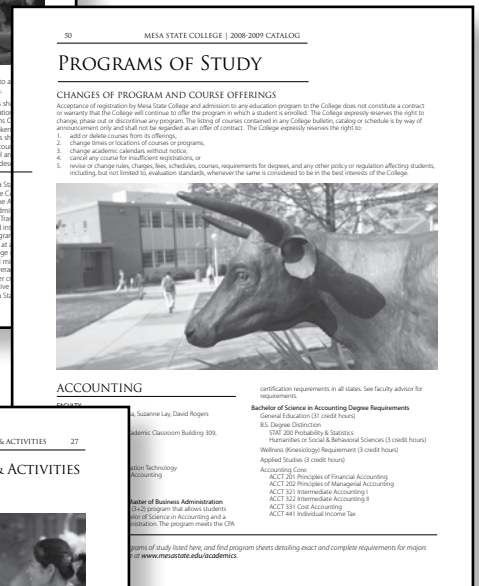 50 MESA STATE COLLEGE | 2008-2009 CATALOG
PROGRAMS OF STUDY
CHANGES OF PROGRAM AND COURSE OFFERINGS
Acceptance of registration by Mesa State College and admission to any education program to the College does not constitute a contract
or warranty that the College will continue to offer the program in which a student is enrolled. The College expressly reserves the right to
change, phase out or discontinue any program. The listing of courses contained in any College bulletin, catalog or schedule is by way of
announcement only and shall not be regarded as an offer of contract. The College expressly reserves the right to:
1. add or delete courses from its offerings,
2. change times or locations of courses or programs,
3. change academic calendars without notice,
4. cancel any course for insufficient registrations, or
5. revise or change rules, charges, fees, schedules, courses, requirements for degrees, and any other policy or regulation affecting students,
including, but not limited to, evaluation standards, whenever the same is considered to be in the best interests of the College.
ACCOUNTING
Suzanne Lay, David Rogers
Classroom Building 309,
Technology
Accounting
Master of Business Administration
(3+2) program that allows students
of Science in Accounting and a
The program meets the CPA
certification requirements in all states. See faculty advisor for
requirements.
Bachelor of Science in Accounting Degree Requirements
General Education (31 credit hours)
B.S. Degree Distinction
STAT 200 Probability & Statistics
Humanities or Social & Behavioral Sciences (3 credit hours)
Wellness (Kinesiology) Requirement (3 credit hours)
Applied Studies (3 credit hours)
Accounting Core
ACCT 201 Principles of Financial Accounting
ACCT 202 Principles of Managerial Accounting
ACCT 321 Intermediate Accounting I
ACCT 322 Intermediate Accounting II
ACCT 331 Cost Accounting
ACCT 441 Individual Income Tax
of study listed here, and find program sheets detailing exact and complete requirements for majors
at www.mesastate.edu/academics.
& ACTIVITIES 27
& ACTIVITIES